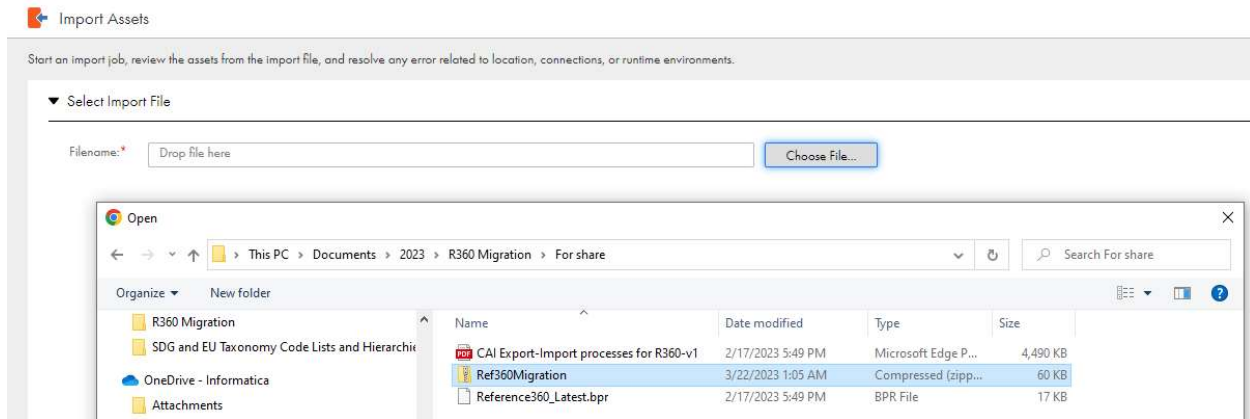 Import Assets
Start an import job, review the assets from the import file, and resolve any error related to location, connections, or runtime environments.
Select Import File
Filename:* Drop file here Choose File...
Open
This PC > Documents > 2023 > R360 Migration > For share Search For share
Organize New folder
R360 Migration Name Date modified Type Size
SDG and EU Taxonomy Code Lists and Hierarchie PDF CAI Export-Import processes for R360-v1 2/17/2023 5:49 PM Microsoft Edge P... 4,490 KB
OneDrive - Informatica Ref360Migration 3/22/2023 1:05 AM Compressed (zipp... 60 KB
Attachments Reference360_Latest.bpr 2/17/2023 5:49 PM BPR File 17 KB